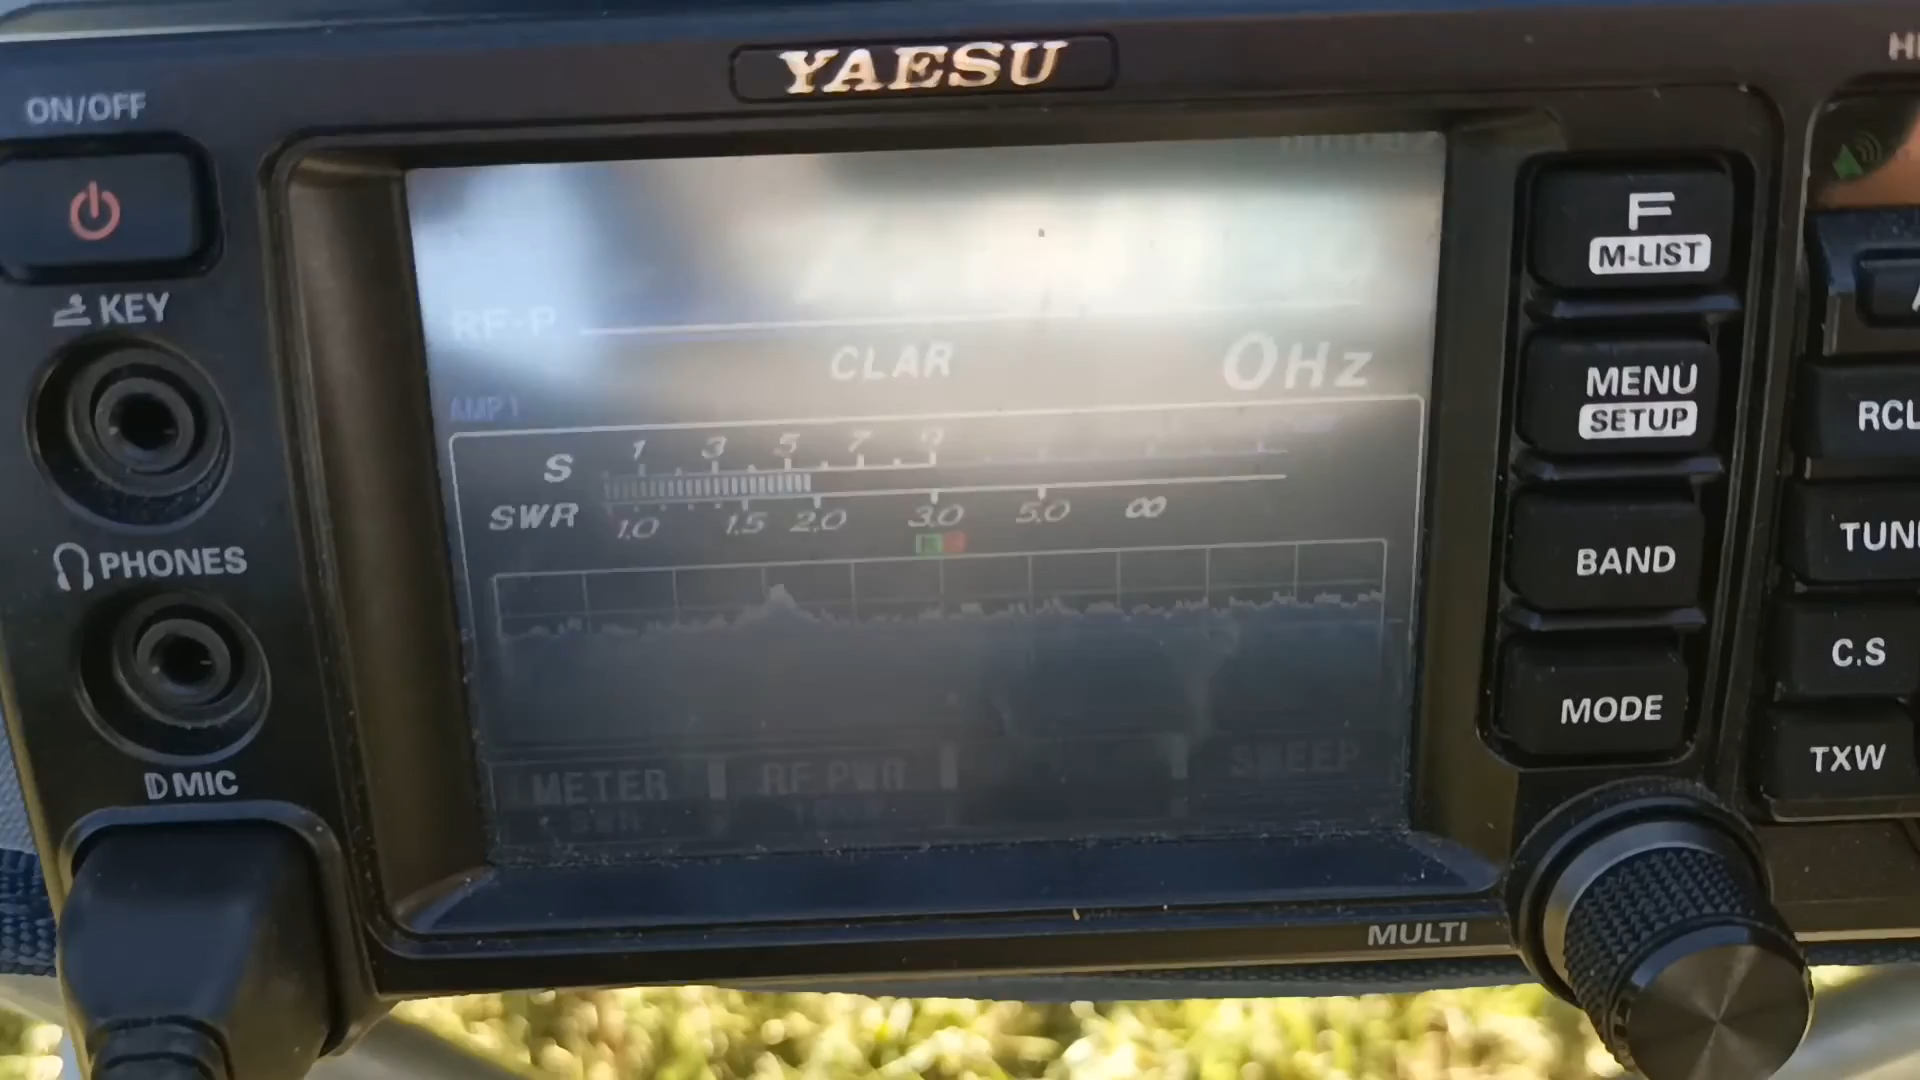 YAESU
ON/OFF
KEY
PHONES
MIC
RF-P
CLAR 0Hz
AMP1
S 1 3 5 7 9
SWR 1.0 1.5 2.0 3.0 5.0 ∞
METER RF PWR SWEEP
SWR
MULTI
F
M-LIST
MENU
SETUP
BAND
MODE
RCL
TUN
C.S
TXW